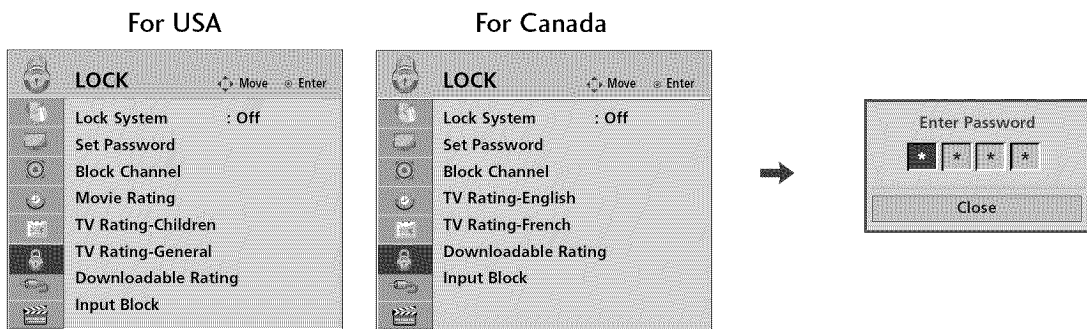 For USA
LOCK Move Enter
Lock System : Off
Set Password
Block Channel
Movie Rating
TV Rating-Children
TV Rating-General
Downloadable Rating
Input Block
For Canada
LOCK Move Enter
Lock System : Off
Set Password
Block Channel
TV Rating-English
TV Rating-French
Downloadable Rating
Input Block
Enter Password
* * * *
Close